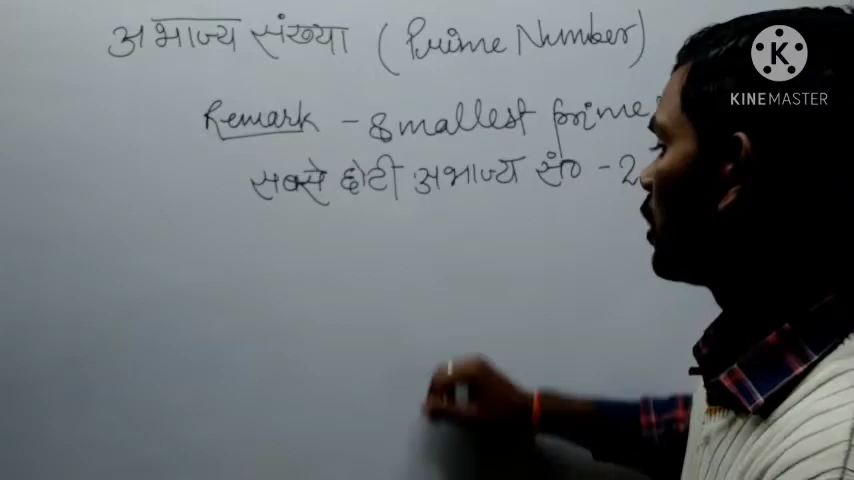 अभाज्य संख्या (Prime Number)
Remark - Smallest prime
सबसे छोटी अभाज्य सं० - 2
KINEMASTER